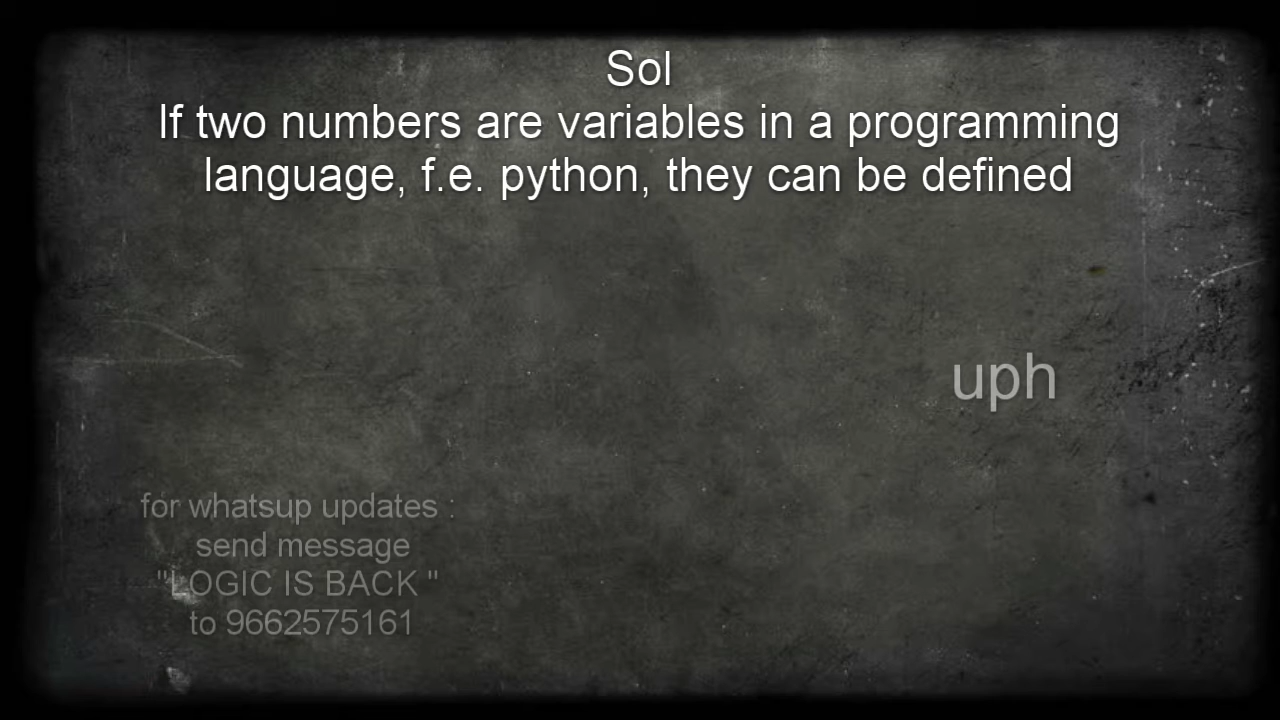 Sol
If two numbers are variables in a programming
language, f.e. python, they can be defined
uph
for whatsup updates :
send message
"LOGIC IS BACK "
to 9662575161